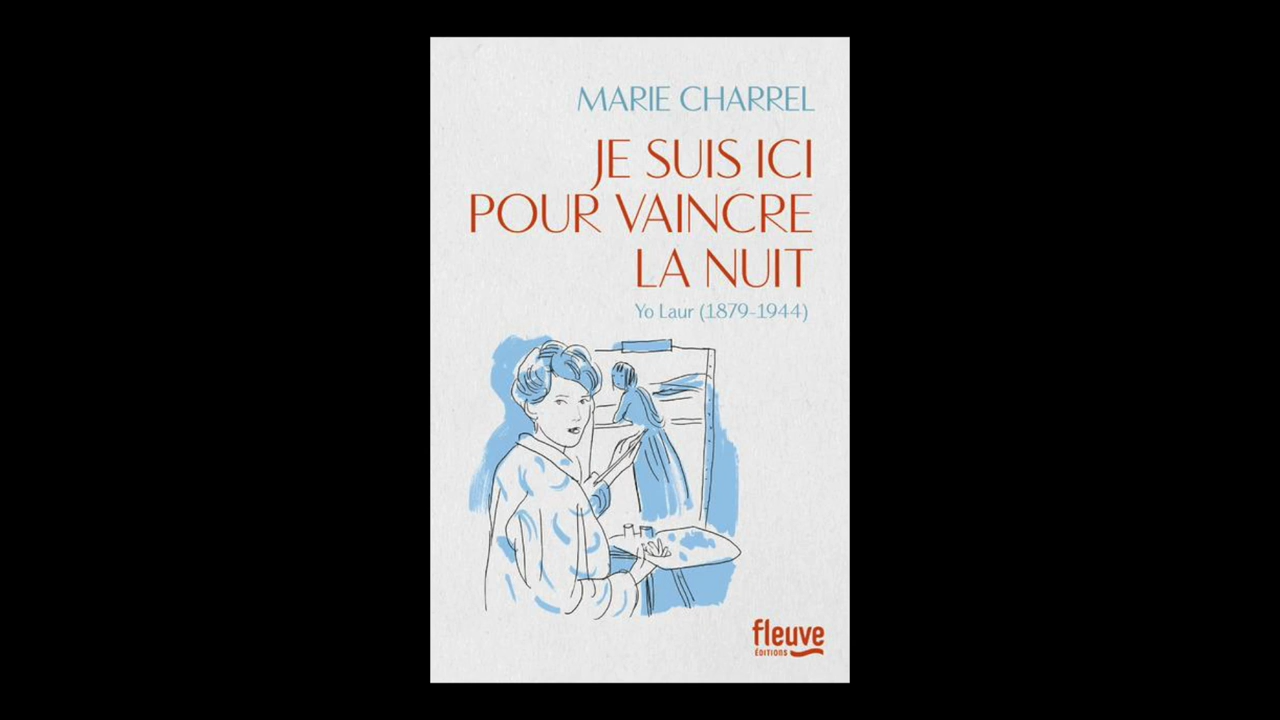 MARIE CHARREL
JE SUIS ICI
POUR VAINCRE
LA NUIT
Yo Laur (1879-1944)
fleuve
ÉDITIONS